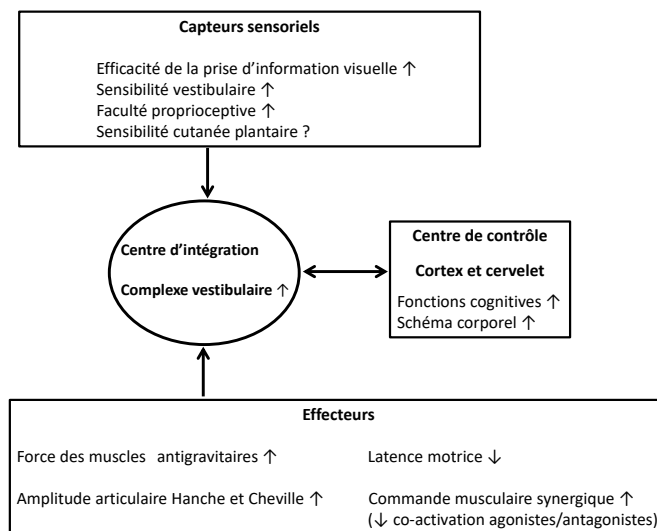 Capteurs sensoriels
Efficacité de la prise d'information visuelle ↑
Sensibilité vestibulaire ↑
Faculté proprioceptive ↑
Sensibilité cutanée plantaire ?
Centre d'intégration
Complexe vestibulaire ↑
Centre de contrôle
Cortex et cervelet
Fonctions cognitives ↑
Schéma corporel ↑
Effecteurs
Force des muscles antigravitaires ↑
Latence motrice ↓
Amplitude articulaire Hanche et Cheville ↑
Commande musculaire synergique ↑
(↓ co-activation agonistes/antagonistes)